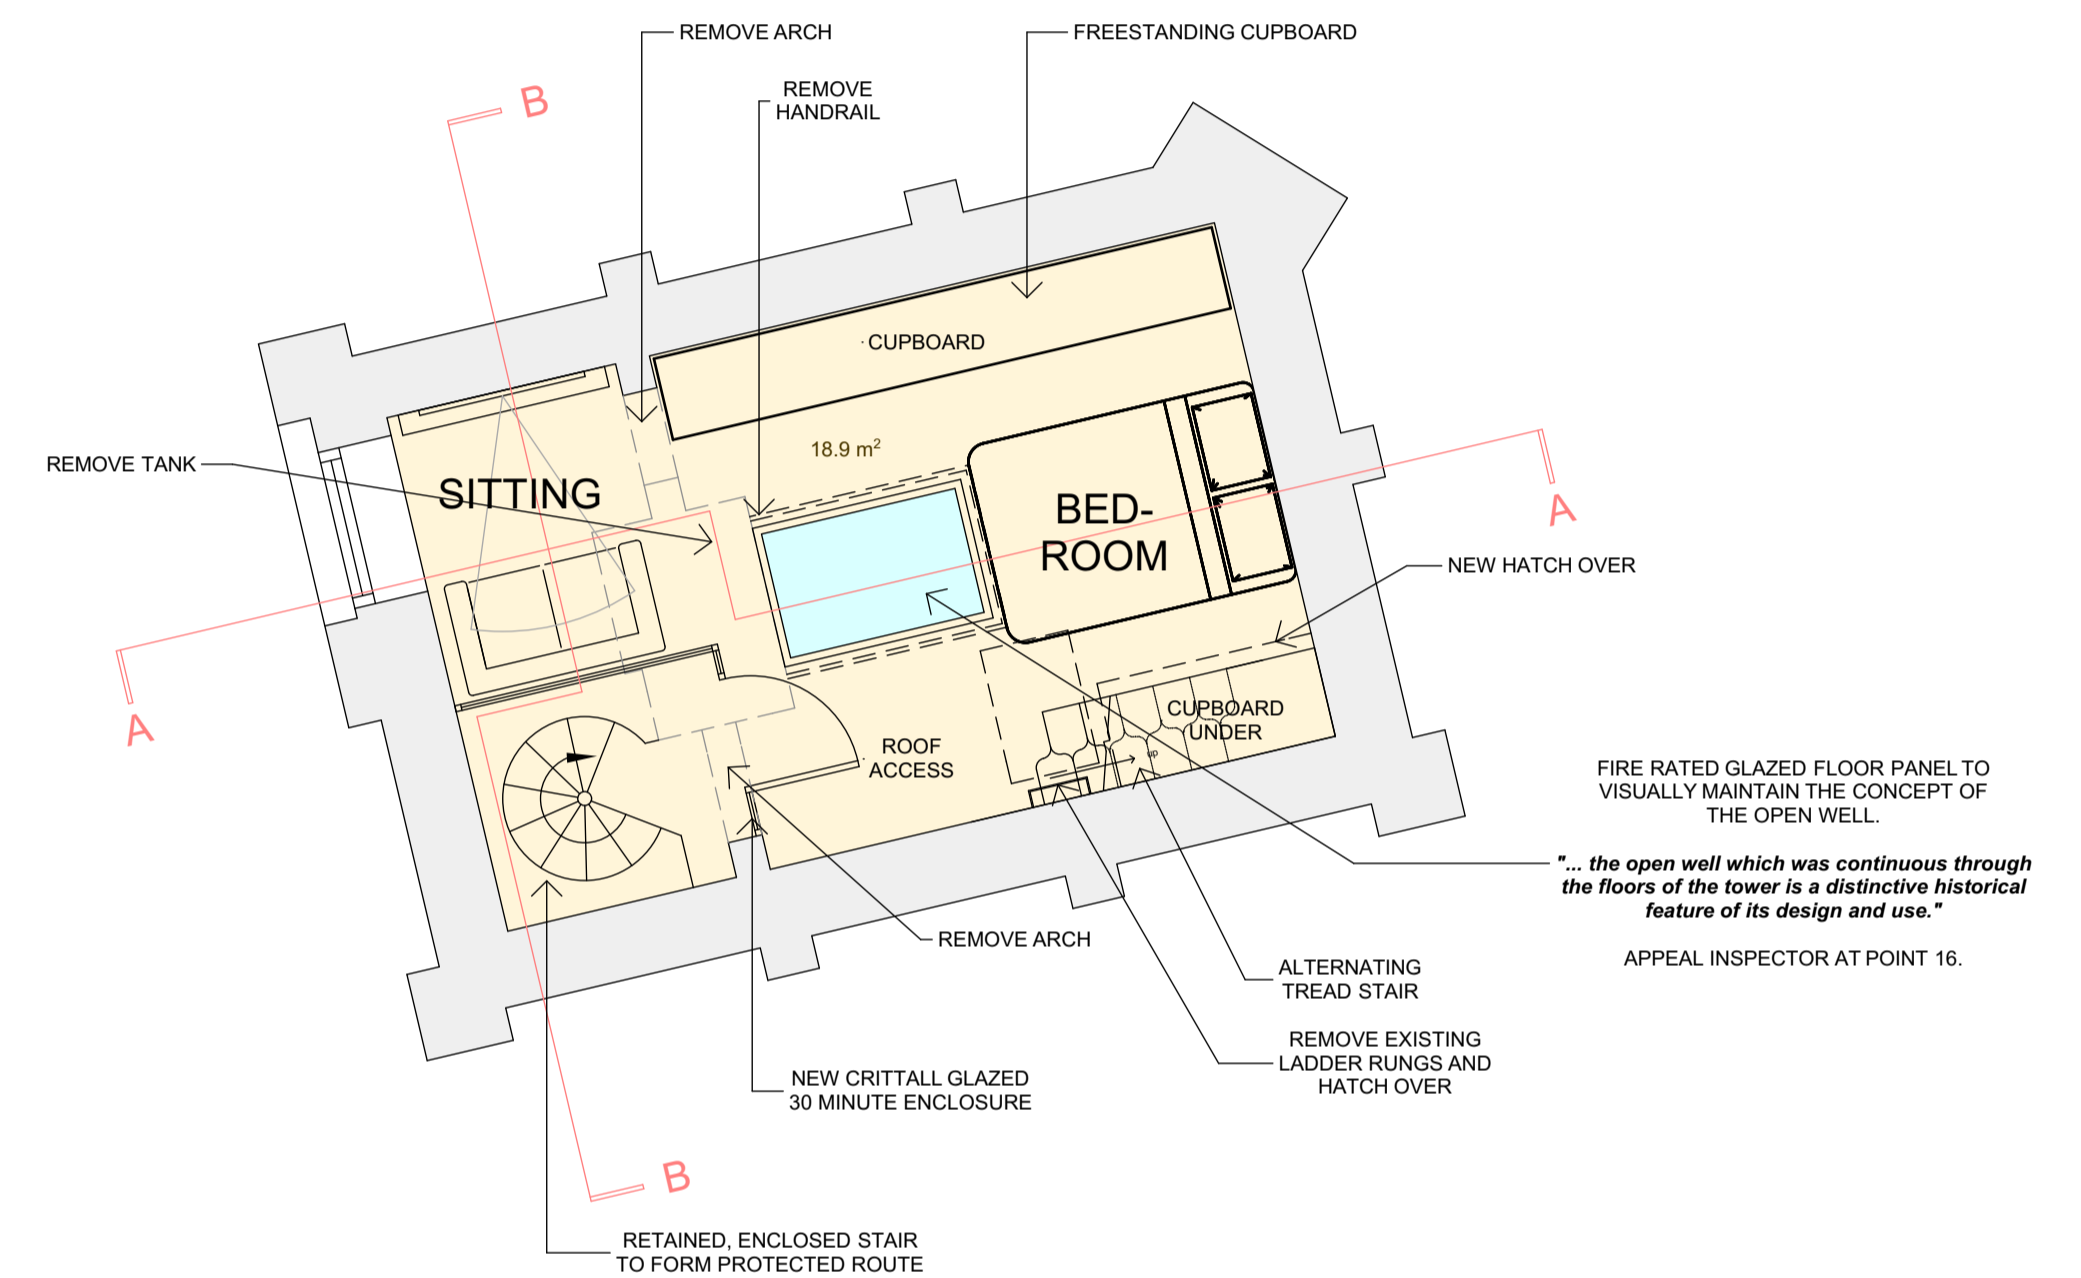 REMOVE ARCH
FREESTANDING CUPBOARD
REMOVE
HANDRAIL
B
CUPBOARD
18.9 m²
REMOVE TANK
SITTING
BED-
ROOM
A
NEW HATCH OVER
A
CUPBOARD
UNDER
up
ROOF
ACCESS
FIRE RATED GLAZED FLOOR PANEL TO
VISUALLY MAINTAIN THE CONCEPT OF
THE OPEN WELL.
"... the open well which was continuous through
the floors of the tower is a distinctive historical
feature of its design and use."
APPEAL INSPECTOR AT POINT 16.
REMOVE ARCH
ALTERNATING
TREAD STAIR
REMOVE EXISTING
LADDER RUNGS AND
HATCH OVER
NEW CRITTALL GLAZED
30 MINUTE ENCLOSURE
B
RETAINED, ENCLOSED STAIR
TO FORM PROTECTED ROUTE